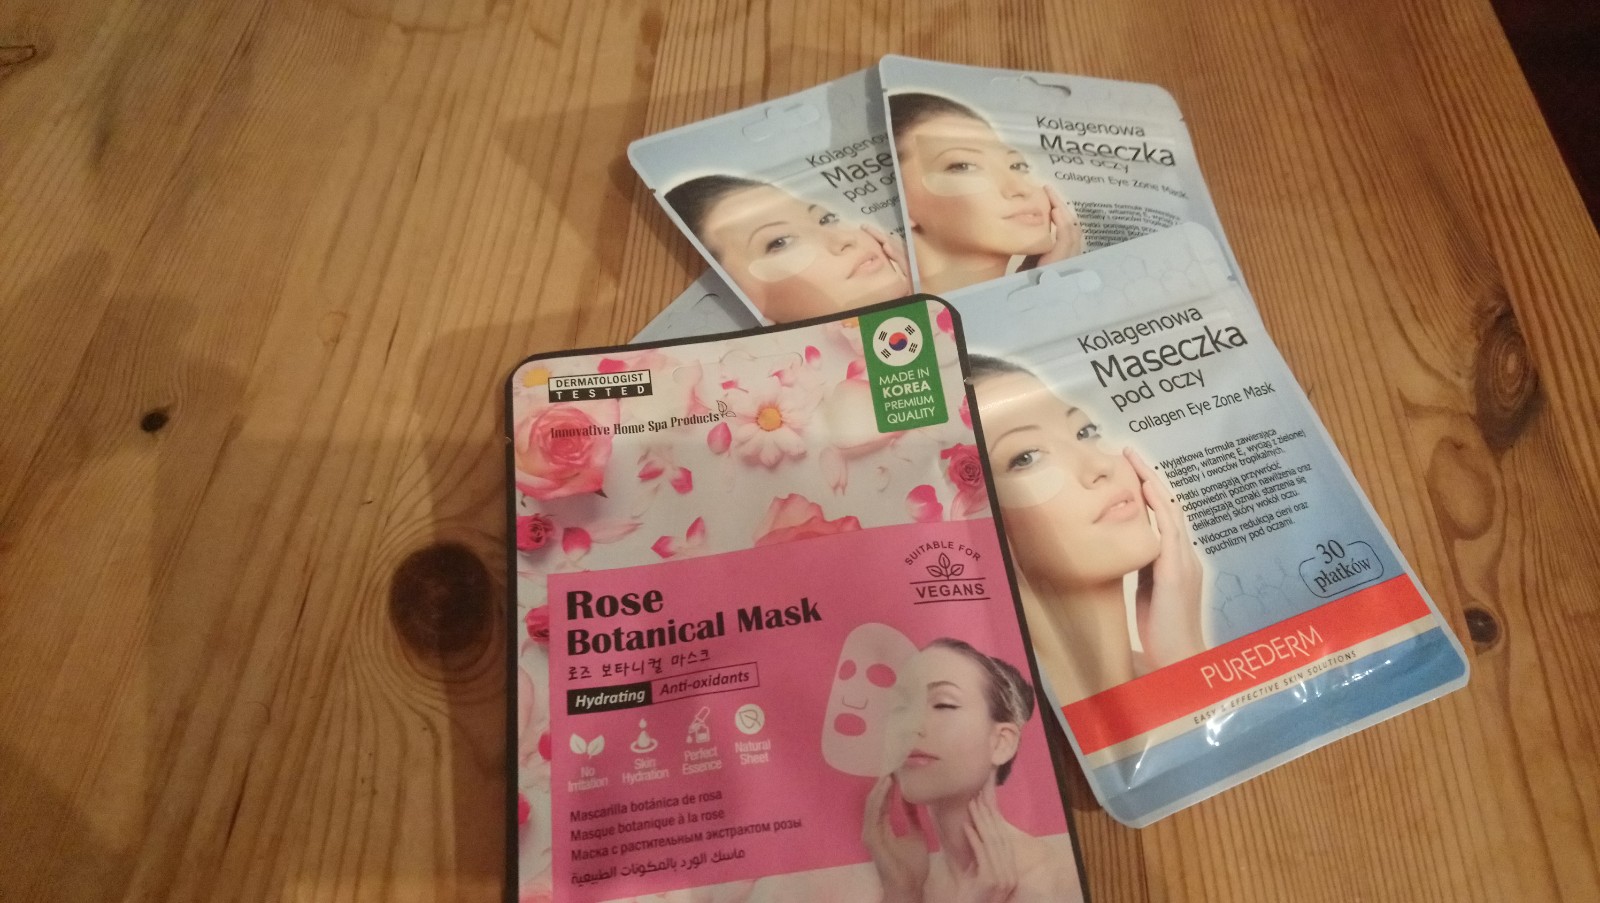 Kolagenowa
Maseczka
pod oczy
Collagen Eye Zone Mask
Kolageno
Mase
pod o
Collage
DERMATOLOGIST
TESTED
Innovative Home Spa Products
MADE IN
KOREA
PREMIUM
QUALITY
SUITABLE FOR
VEGANS
Rose
Botanical Mask
로즈 보타니컬 마스크
Hydrating Anti-oxidants
No
Irritation
Skin
Hydration
Perfect
Essence
Natural
Sheet
Mascarilla botánica de rosa
Masque botanique à la rose
Маска с растительным экстрактом розы
ماسك الورد بالمكونات الطبيعية
Kolagenowa
Maseczka
pod oczy
Collagen Eye Zone Mask
• Wyjątkowa formuła zawierająca
kolagen, witaminę E, wyciąg z zielonej
herbaty i owoców tropikalnych.
• Płatki pomagają przywrócić
odpowiedni poziom nawilżenia oraz
zmniejszają oznaki starzenia się
delikatnej skóry wokół oczu.
• Widoczna redukcja cieni oraz
opuchlizny pod oczami.
30
płatków
PUREDERM
EASY & EFFECTIVE SKIN SOLUTIONS